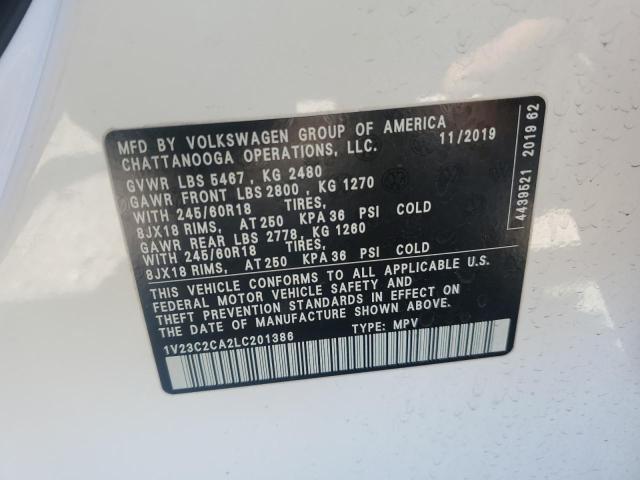 MFD BY VOLKSWAGEN GROUP OF AMERICA
CHATTANOOGA OPERATIONS, LLC. 11/2019
GVWR LBS 5467, KG 2480
GAWR FRONT LBS 2800, KG 1270
WITH 245/60R18 TIRES,
8JX18 RIMS, AT 250 KPA 36 PSI COLD
GAWR REAR LBS 2778, KG 1260
WITH 245/60R18 TIRES,
8JX18 RIMS, AT 250 KPA 36 PSI COLD
THIS VEHICLE CONFORMS TO ALL APPLICABLE U.S.
FEDERAL MOTOR VEHICLE SAFETY AND
THEFT PREVENTION STANDARDS IN EFFECT ON
THE DATE OF MANUFACTURE SHOWN ABOVE.
1V23C2CA2LC201386 TYPE: MPV
4439521 2019 62